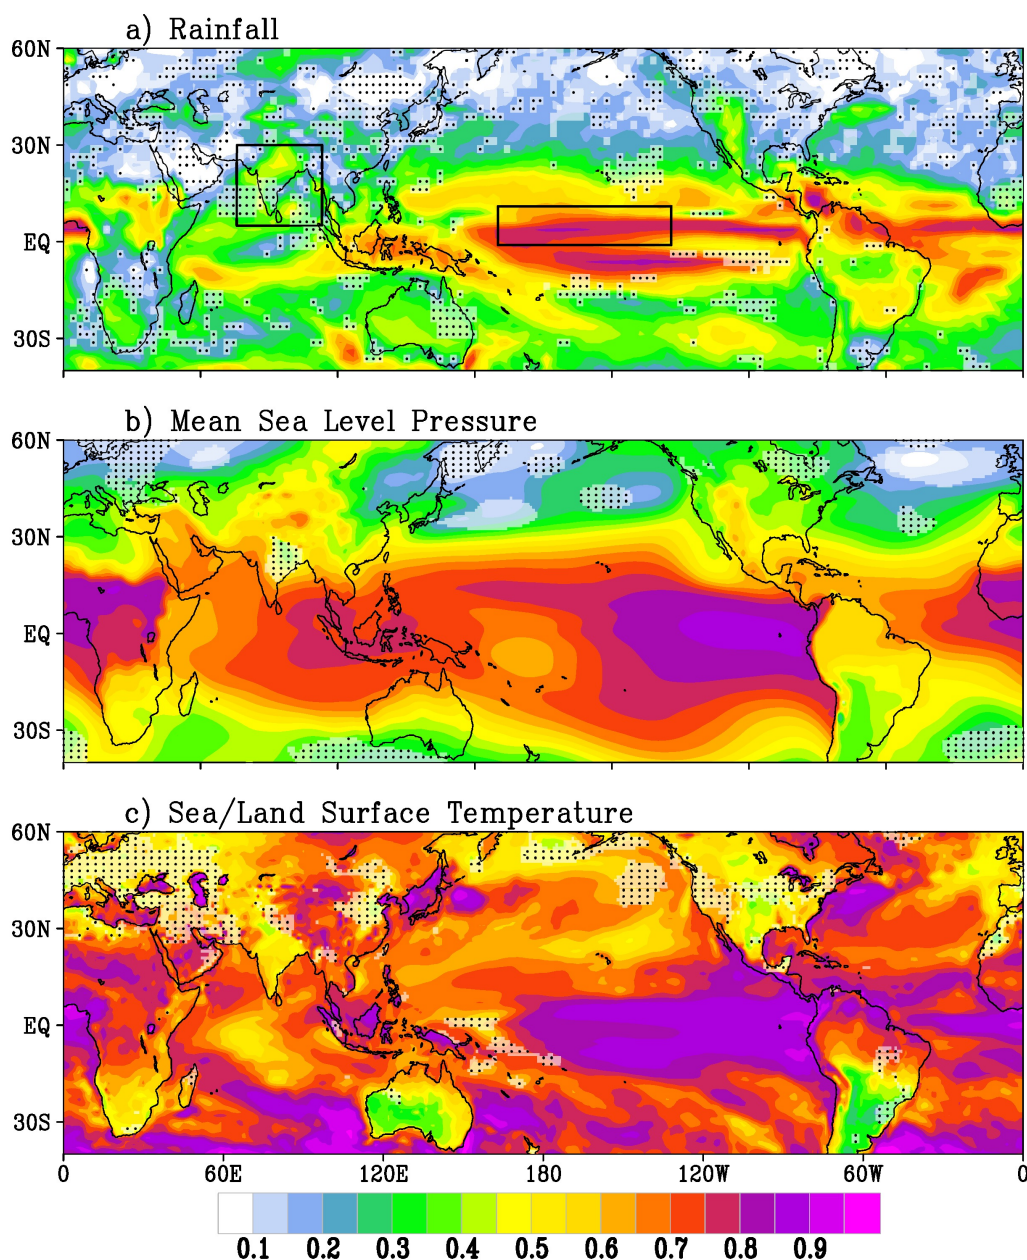 a) Rainfall
60N
30N
EQ
30S
b) Mean Sea Level Pressure
60N
30N
EQ
30S
c) Sea/Land Surface Temperature
60N
30N
EQ
30S
0 60E 120E 180 120W 60W 0
0.1 0.2 0.3 0.4 0.5 0.6 0.7 0.8 0.9